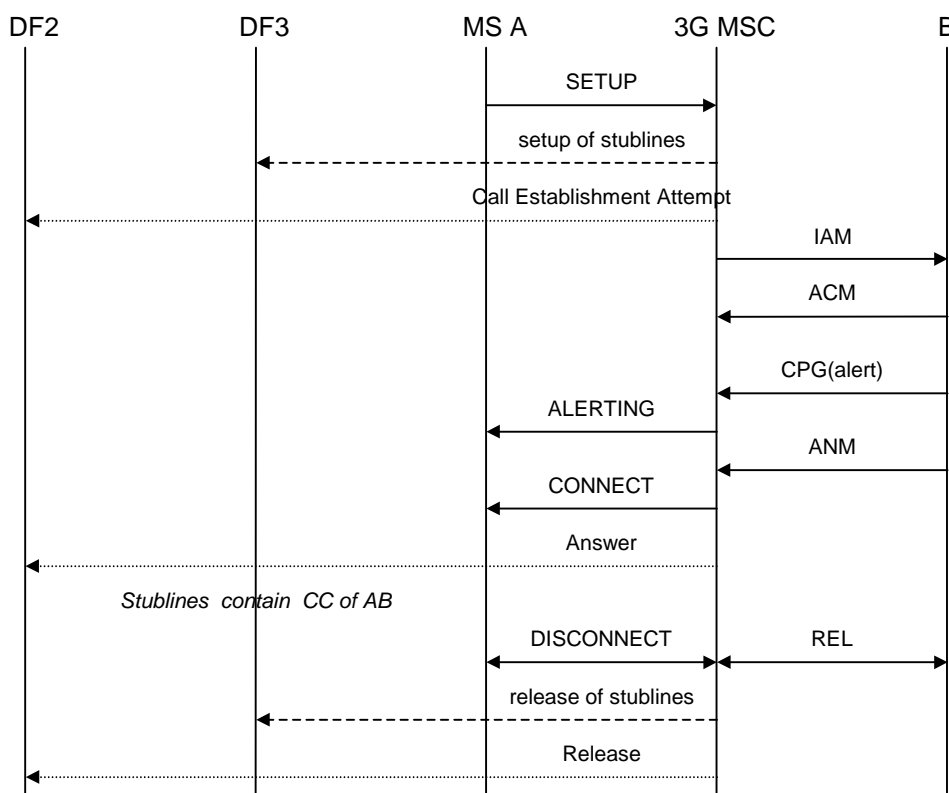 DF2 DF3 MS A 3G MSC B
SETUP
setup of stublines
Call Establishment Attempt
IAM
ACM
CPG(alert)
ALERTING
ANM
CONNECT
Answer
Stublines contain CC of AB
DISCONNECT REL
release of stublines
Release